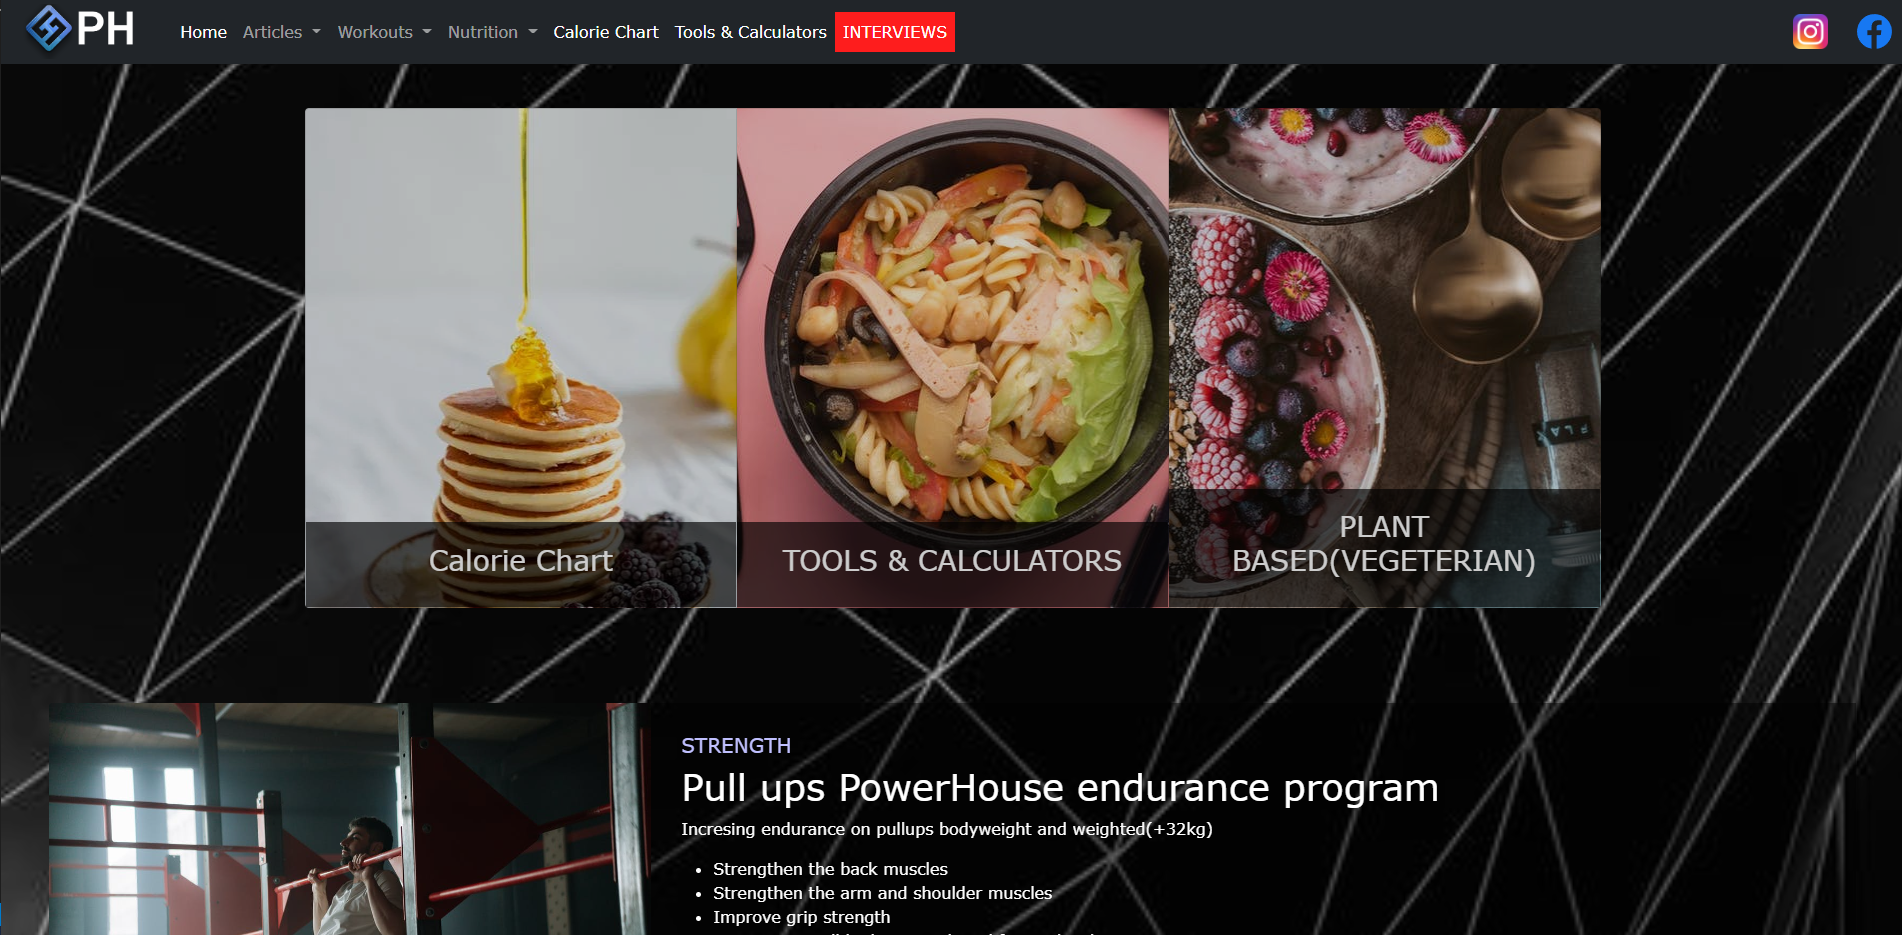 PH
Home Articles Workouts Nutrition Calorie Chart Tools & Calculators INTERVIEWS
Calorie Chart
TOOLS & CALCULATORS
PLANT
BASED(VEGETERIAN)
STRENGTH
Pull ups PowerHouse endurance program
Incresing endurance on pullups bodyweight and weighted(+32kg)
Strengthen the back muscles
Strengthen the arm and shoulder muscles
Improve grip strength